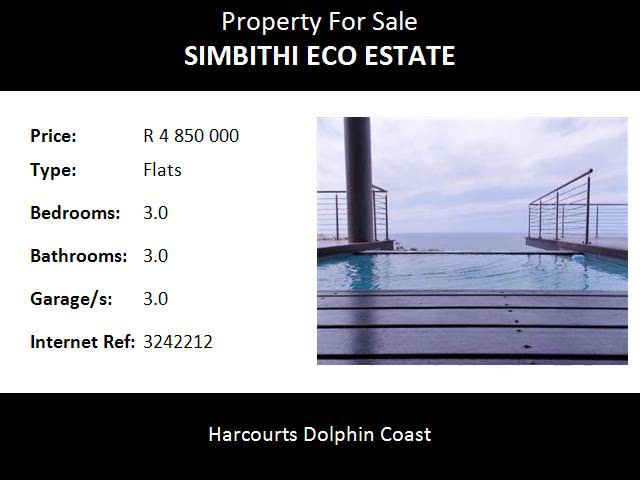 Property For Sale
SIMBITHI ECO ESTATE
Price: R 4 850 000
Type: Flats
Bedrooms: 3.0
Bathrooms: 3.0
Garage/s: 3.0
Internet Ref: 3242212
Harcourts Dolphin Coast